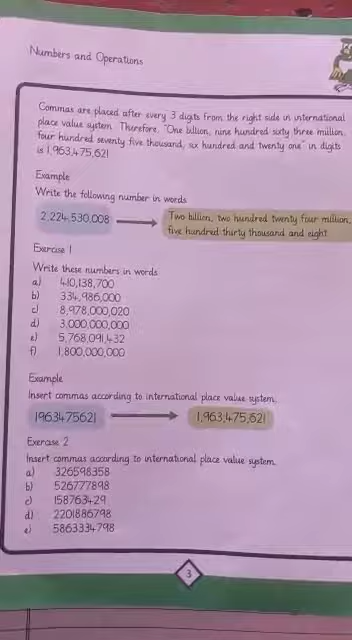 Numbers and Operations
Commas are placed after every 3 digits from the right side in international
place value system. Therefore, "One billion, nine hundred sixty three million,
four hundred seventy five thousand, six hundred and twenty one" in digits
is 1,963,475,621
Example
Write the following number in words
2,224,530,008
Two billion, two hundred twenty four million,
five hundred thirty thousand and eight
Exercise 1
Write these numbers in words
a) 410,138,700
b) 334,986,000
c) 8,978,000,020
d) 3,000,000,000
e) 5,768,091,432
f) 1,800,000,000
Example
Insert commas according to international place value system.
1963475621
1,963,475,621
Exercise 2
Insert commas according to international place value system.
a) 326598358
b) 526777898
c) 158763429
d) 2201886798
e) 5863334798
3